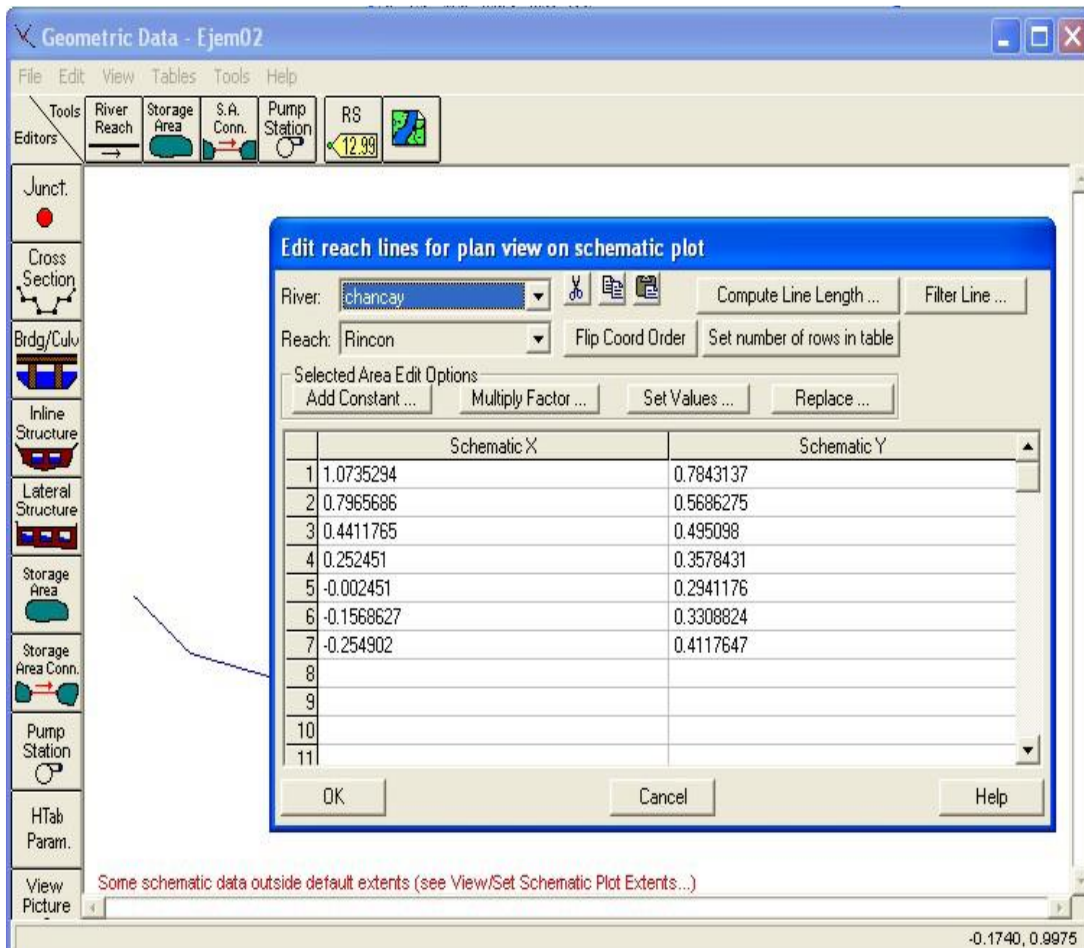 Geometric Data - Ejem02
File Edit View Tables Tools Help
Tools
Editors
River Reach
Storage Area
S.A. Conn.
Pump Station
RS
12.99
Junct.
Cross Section
Brdg/Culv
Inline Structure
Lateral Structure
Storage Area
Storage Area Conn.
Pump Station
HTab Param.
View Picture
Edit reach lines for plan view on schematic plot
River: chancay Compute Line Length ... Filter Line ...
Reach: Rincon Flip Coord Order Set number of rows in table
Selected Area Edit Options
Add Constant ... Multiply Factor ... Set Values ... Replace ...
Schematic X Schematic Y
1 1.0735294 0.7843137
2 0.7965686 0.5686275
3 0.4411765 0.495098
4 0.252451 0.3578431
5 -0.002451 0.2941176
6 -0.1568627 0.3308824
7 -0.254902 0.4117647
8
9
10
11
OK Cancel Help
Some schematic data outside default extents (see View/Set Schematic Plot Extents...)
-0.1740, 0.9975